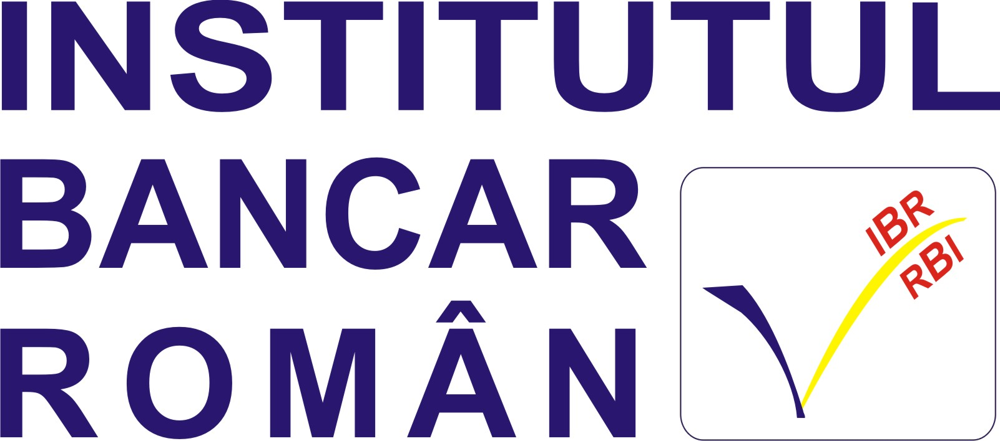 INSTITUTUL
BANCAR
ROMÂN
IBR
RBI